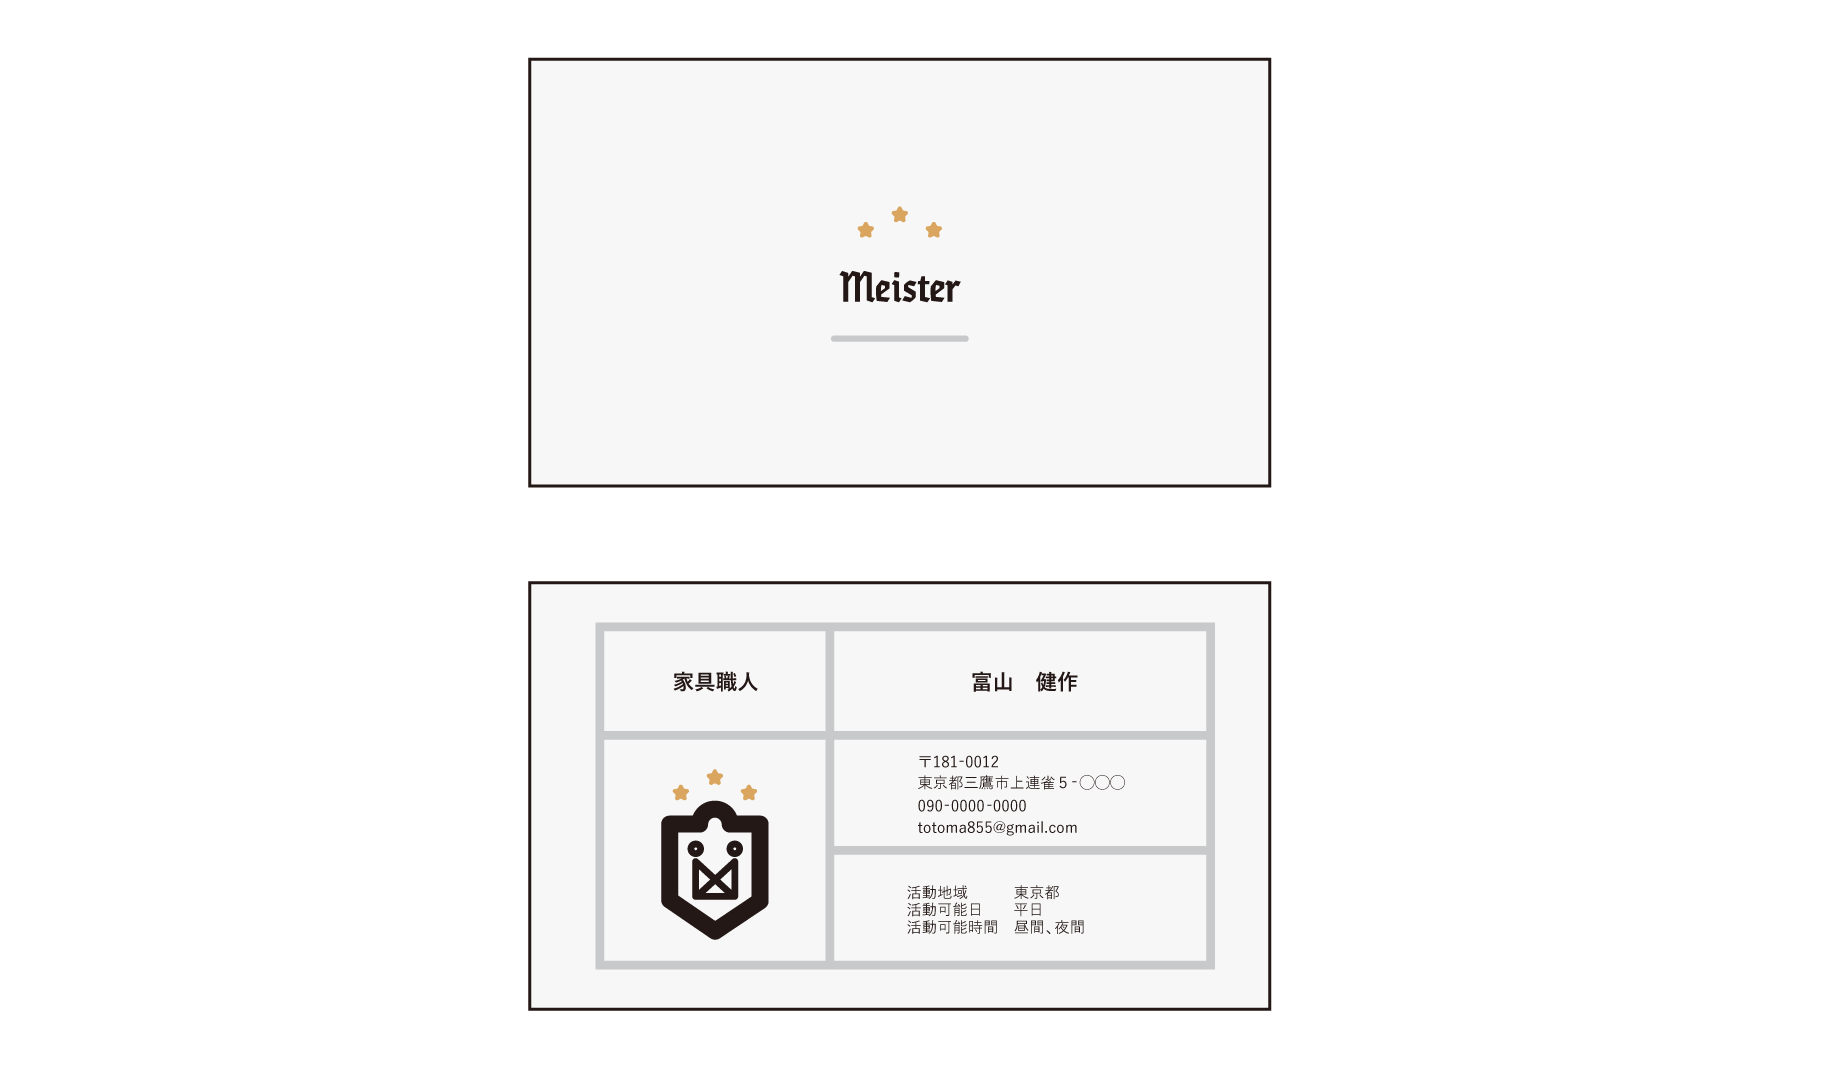 Meister
家具職人
富山　健作
〒181-0012
東京都三鷹市上連雀５-◯◯◯
090-0000-0000
totoma855@gmail.com
活動地域　東京都
活動可能日　平日
活動可能時間　昼間、夜間